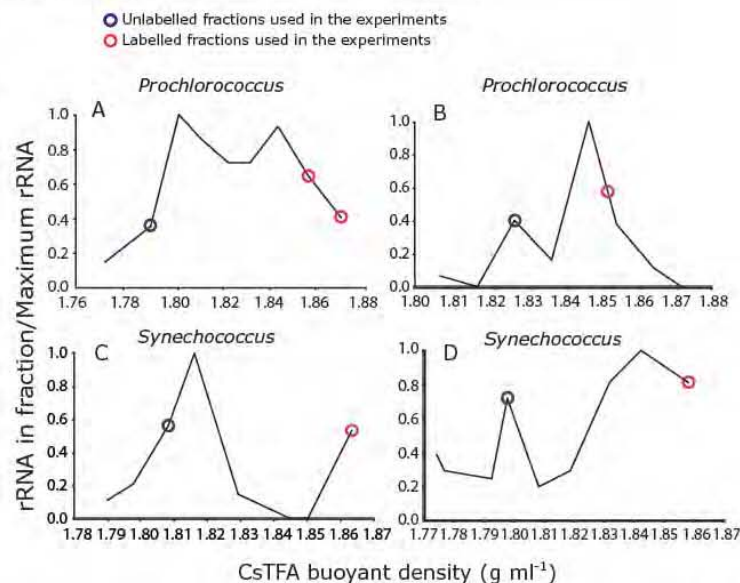 Unlabelled fractions used in the experiments
Labelled fractions used in the experiments
Prochlorococcus
Prochlorococcus
A
1.0
0.8
0.6
0.4
0.2
0.0
1.76 1.78 1.80 1.82 1.84 1.86 1.88
B
1.0
0.8
0.6
0.4
0.2
0.0
1.80 1.81 1.82 1.83 1.84 1.85 1.86 1.87 1.88
Synechococcus
Synechococcus
C
1.0
0.8
0.6
0.4
0.2
0.0
1.78 1.79 1.80 1.81 1.82 1.83 1.84 1.85 1.86 1.87
D
1.0
0.8
0.6
0.4
0.2
0.0
1.77 1.78 1.79 1.80 1.81 1.82 1.83 1.84 1.85 1.86 1.87
rRNA in fraction/Maximum rRNA
CsTFA buoyant density (g ml⁻¹)